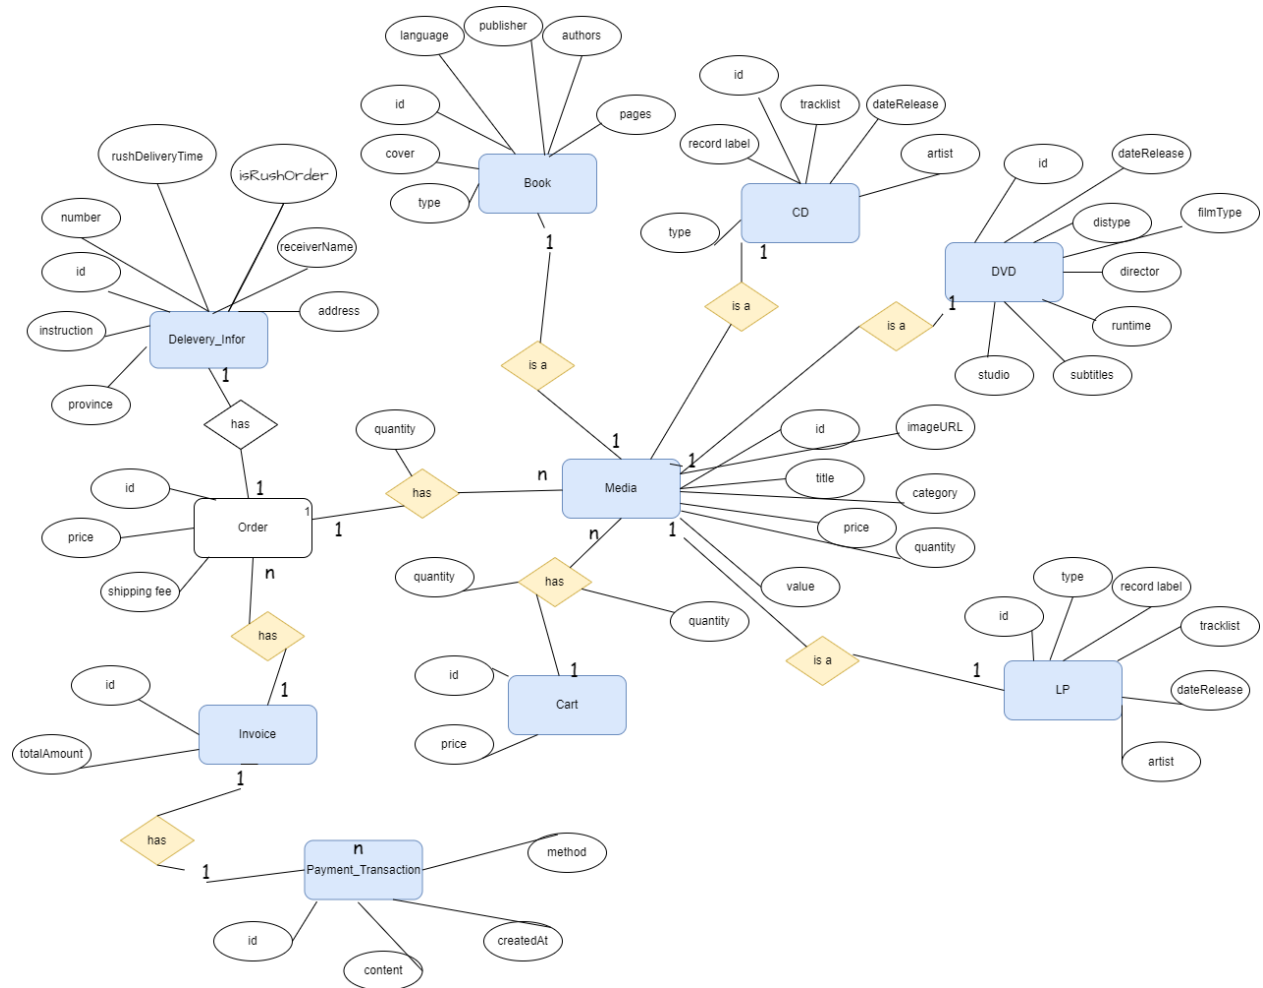 publisher
language
authors
id
tracklist
dateRelease
id
pages
record label
rushDeliveryTime
cover
artist
dateRelease
id
isRushOrder
Book
type
CD
filmType
number
distype
type
receiverName
1
1
id
DVD
director
1
is a
address
is a
runtime
instruction
Delevery_Infor
is a
1
studio
subtitles
province
has
quantity
id
imageURL
1
1
n
title
id
1
Media
category
has
1
Order
1
price
1
n
1
price
quantity
n
quantity
has
value
type
record label
shipping fee
id
tracklist
quantity
has
is a
id
1
1
id
1
LP
dateRelease
Cart
Invoice
price
totalAmount
artist
1
has
n
method
1
Payment_Transaction
id
createdAt
content